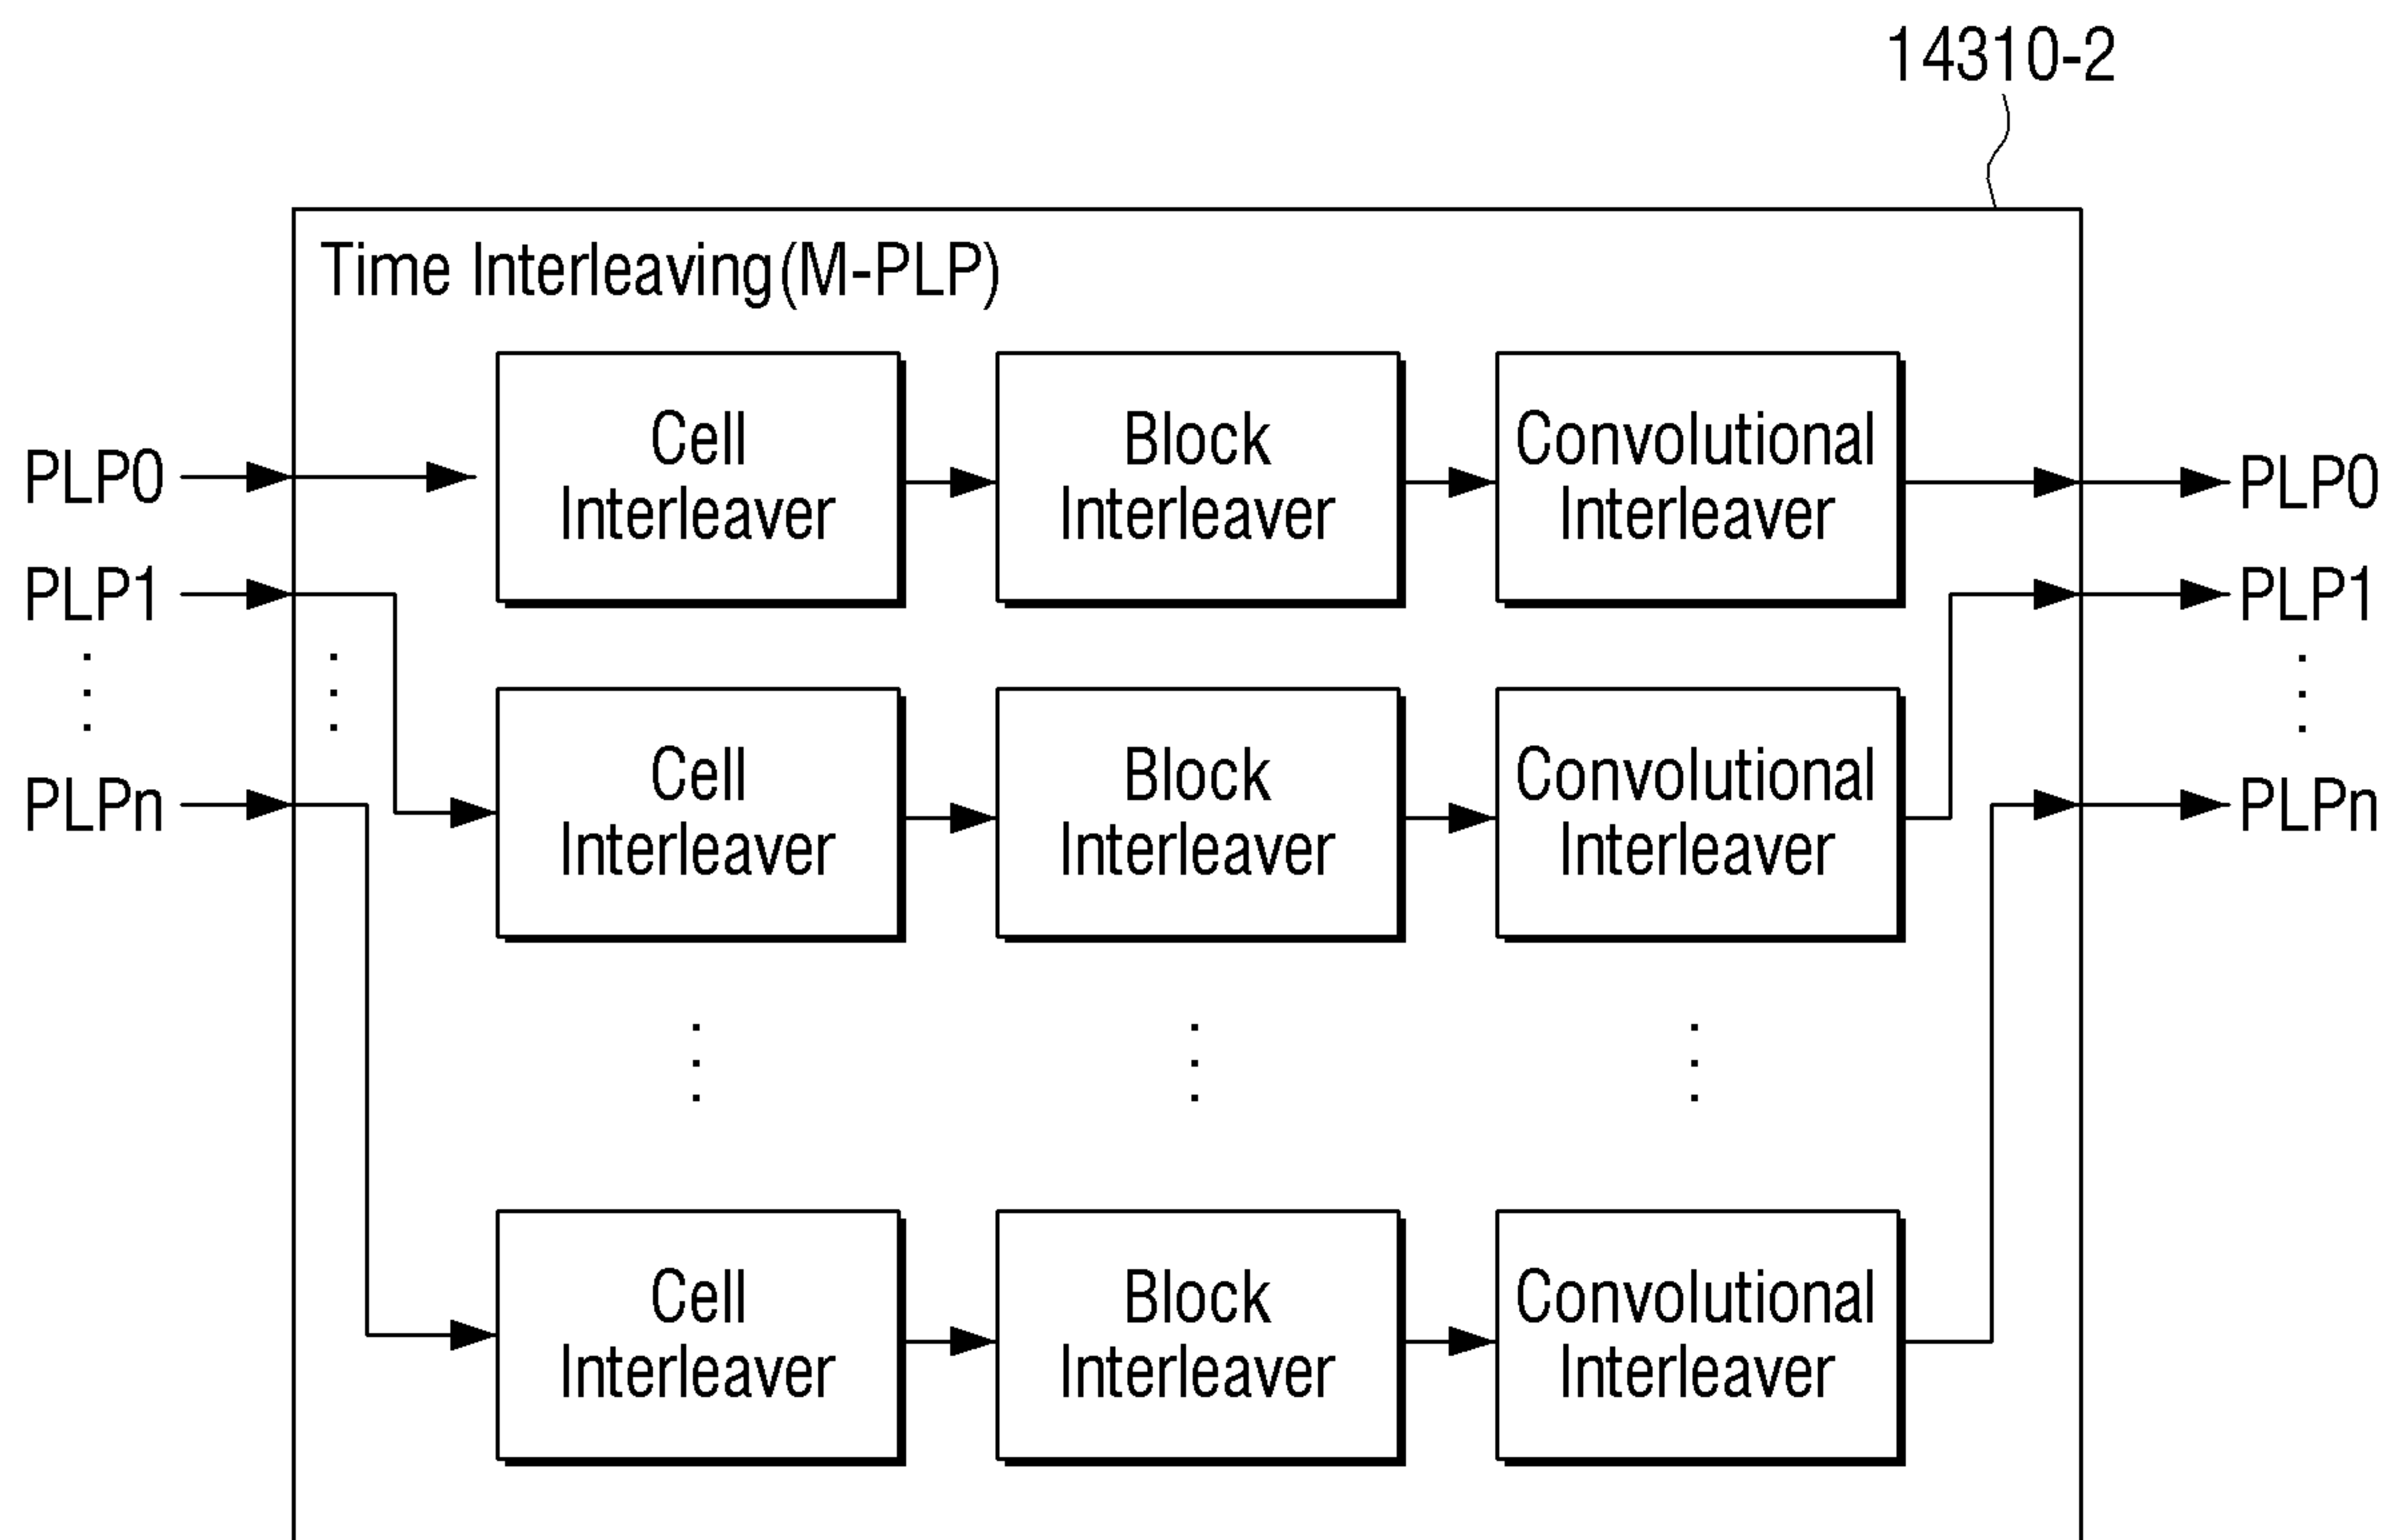 14310-2
Time Interleaving(M-PLP)
Cell
Interleaver
Block
Interleaver
Convolutional
Interleaver
PLP0
PLP0
PLP1
PLP1
Cell
Interleaver
Block
Interleaver
Convolutional
Interleaver
PLPn
PLPn
Cell
Interleaver
Block
Interleaver
Convolutional
Interleaver